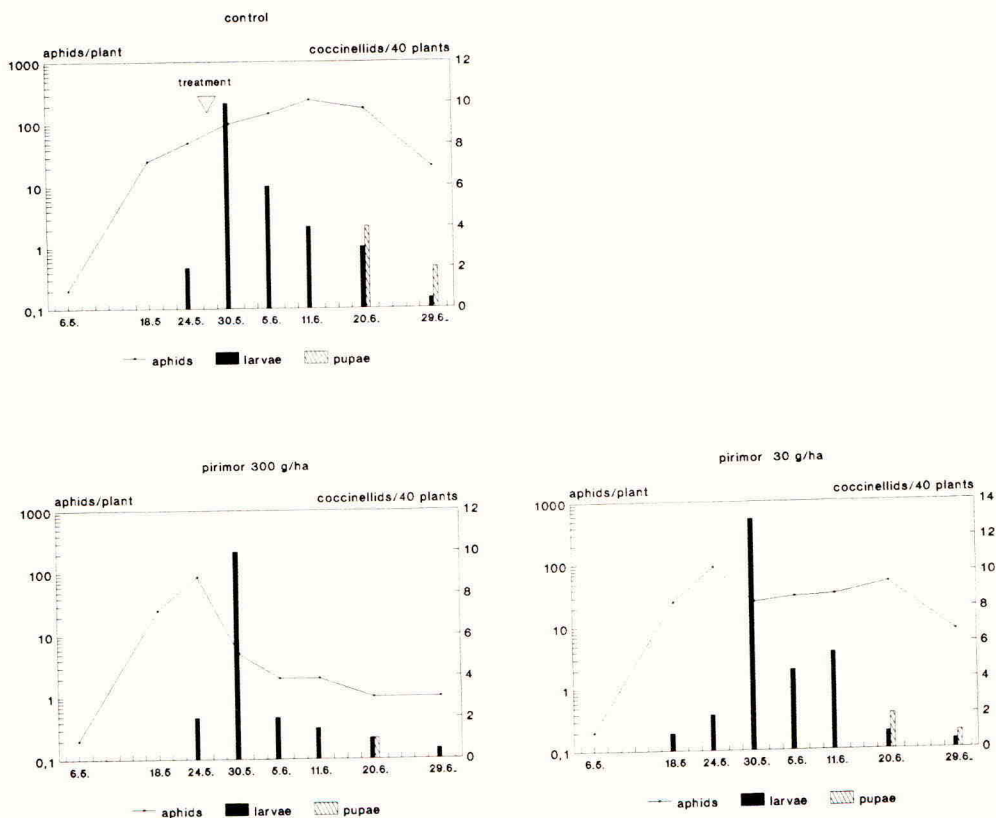 control
aphids/plant coccinellids/40 plants
treatment
1000
100
10
1
0,1
12
10
8
6
4
2
0
6.5. 18.5 24.5. 30.5. 5.6. 11.6. 20.6. 29.6.
aphids larvae pupae
pirimor 300 g/ha
aphids/plant coccinellids/40 plants
1000
100
10
1
0,1
12
10
8
6
4
2
0
6.5. 18.5 24.5. 30.5. 5.6. 11.6. 20.6. 29.6.
aphids larvae pupae
pirimor 30 g/ha
aphids/plant coccinellids/40 plants
1000
100
10
1
0,1
14
12
10
8
6
4
2
0
6.5. 18.5 24.5. 30.5. 5.6. 11.6. 20.6. 29.6.
aphids larvae pupae